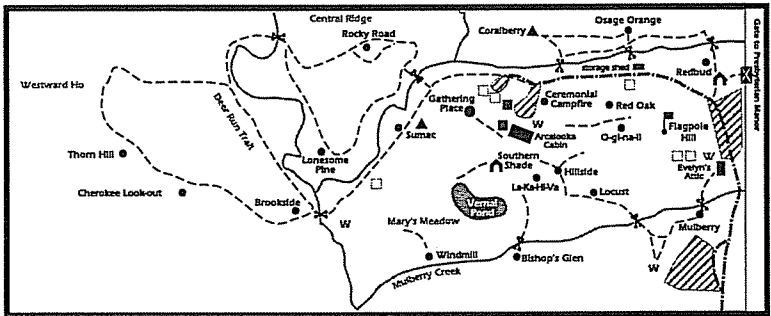 Central Ridge
Rocky Road
Coralberry
Osage Orange
Gate to Presbyterian Manor
storage shed
Redbud
Westward Ho
Deer Run Trail
Gathering
Place
Ceremonial
Campfire
Red Oak
W
Sumac
Arcalooka
Cabin
O-gi-na-li
Flagpole
Hill
Thorn Hill
Lonesome
Pine
Southern
Shade
Hillside
W
Evelyn's
Attic
Cherokee Look-out
La-Ka-Hi-Va
Locust
Brookside
W
Vernal
Pond
Mary's Meadow
Mulberry
Windmill
Bishop's Glen
W
Mulberry Creek